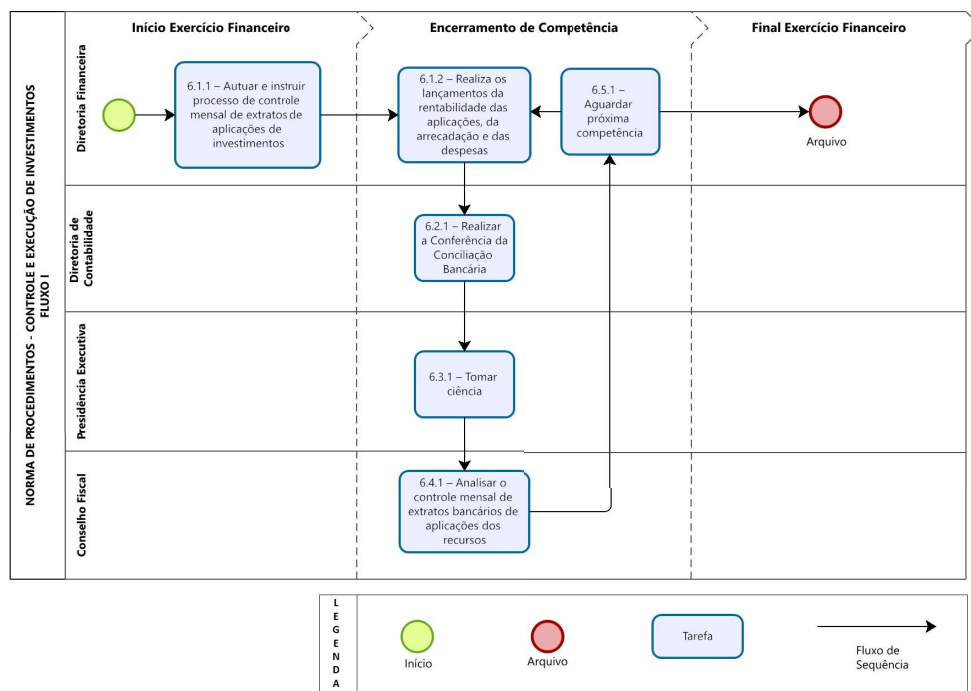 NORMA DE PROCEDIMENTOS - CONTROLE E EXECUÇÃO DE INVESTIMENTOS
FLUXO I
Início Exercício Financeiro
Encerramento de Competência
Final Exercício Financeiro
Diretoria Financeira
6.1.1 – Autuar e instruir
processo de controle
mensal de extratos de
aplicações de
investimentos
6.1.2 – Realiza os
lançamentos da
rentabilidade das
aplicações, da
arrecadação e das
despesas
6.5.1 –
Aguardar
próxima
competência
Arquivo
Diretoria de
Contabilidade
6.2.1 – Realizar
a Conferência da
Conciliação
Bancária
Presidência Executiva
6.3.1 – Tomar
ciência
Conselho Fiscal
6.4.1 – Analisar o
controle mensal de
extratos bancários de
aplicações dos
recursos
LEGENDA
Início
Arquivo
Tarefa
Fluxo de
Sequência